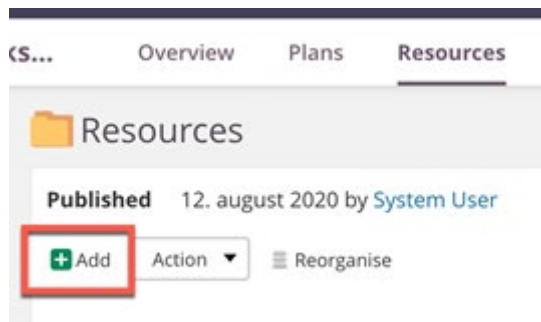 Overview Plans Resources
Resources
Published 12. august 2020 by System User
Add Action Reorganise